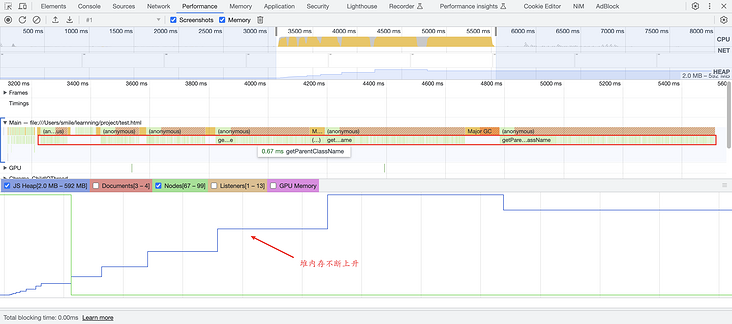 Elements Console Sources Network Performance Memory Application Security Lighthouse Recorder Performance insights Cookie Editor NIM AdBlock
#1 Screenshots Memory
500 ms 1000 ms 1500 ms 2000 ms 2500 ms 3000 ms 3500 ms 4000 ms 4500 ms 5000 ms 5500 ms 6000 ms 6500 ms 7000 ms 7500 ms 8000 ms
CPU
NET
HEAP
2.0 MB – 592 MB
3200 ms 3400 ms 3600 ms 3800 ms 4000 ms 4200 ms 4400 ms 4600 ms 4800 ms 5000 ms 5200 ms 5400 ms
Frames
Timings
Main — file:///Users/smile/learnning/project/test.html
(an…us) (anonymous) (anonymous) (anonymous) M… (anonymous) Major GC (anonymous)
ge…e (...) get…ame getPare…assName
0.67 ms getParentClassName
GPU
Chrome_ChildIOThread
JS Heap[2.0 MB – 592 MB] Documents[3 – 4] Nodes[67 – 99] Listeners[1 – 13] GPU Memory
堆内存不断上升
Total blocking time: 0.00ms Learn more